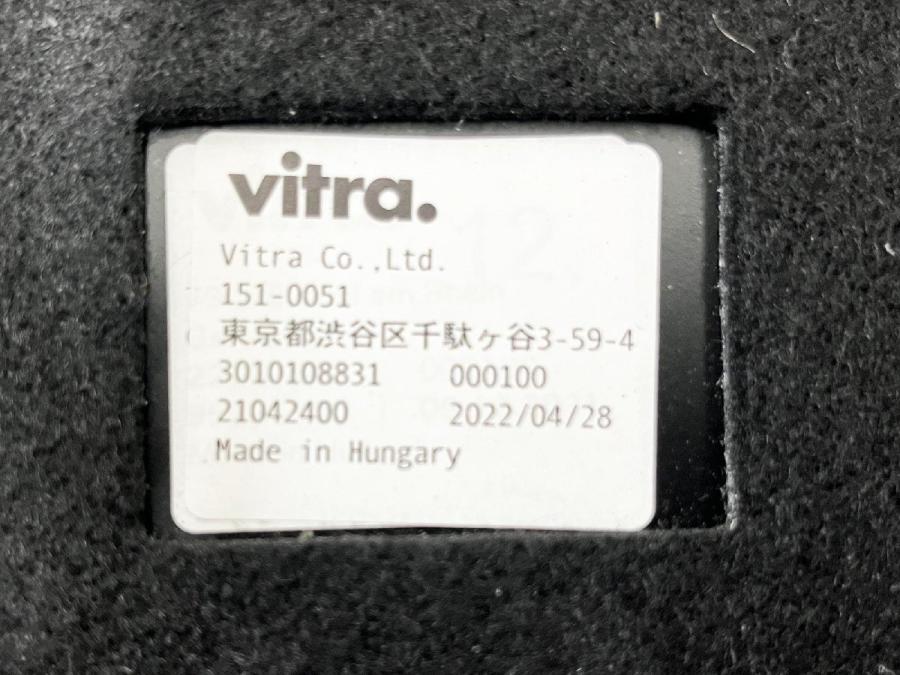 vitra.
Vitra Co.,Ltd.
151-0051
東京都渋谷区千駄ヶ谷3-59-4
3010108831 000100
21042400 2022/04/28
Made in Hungary